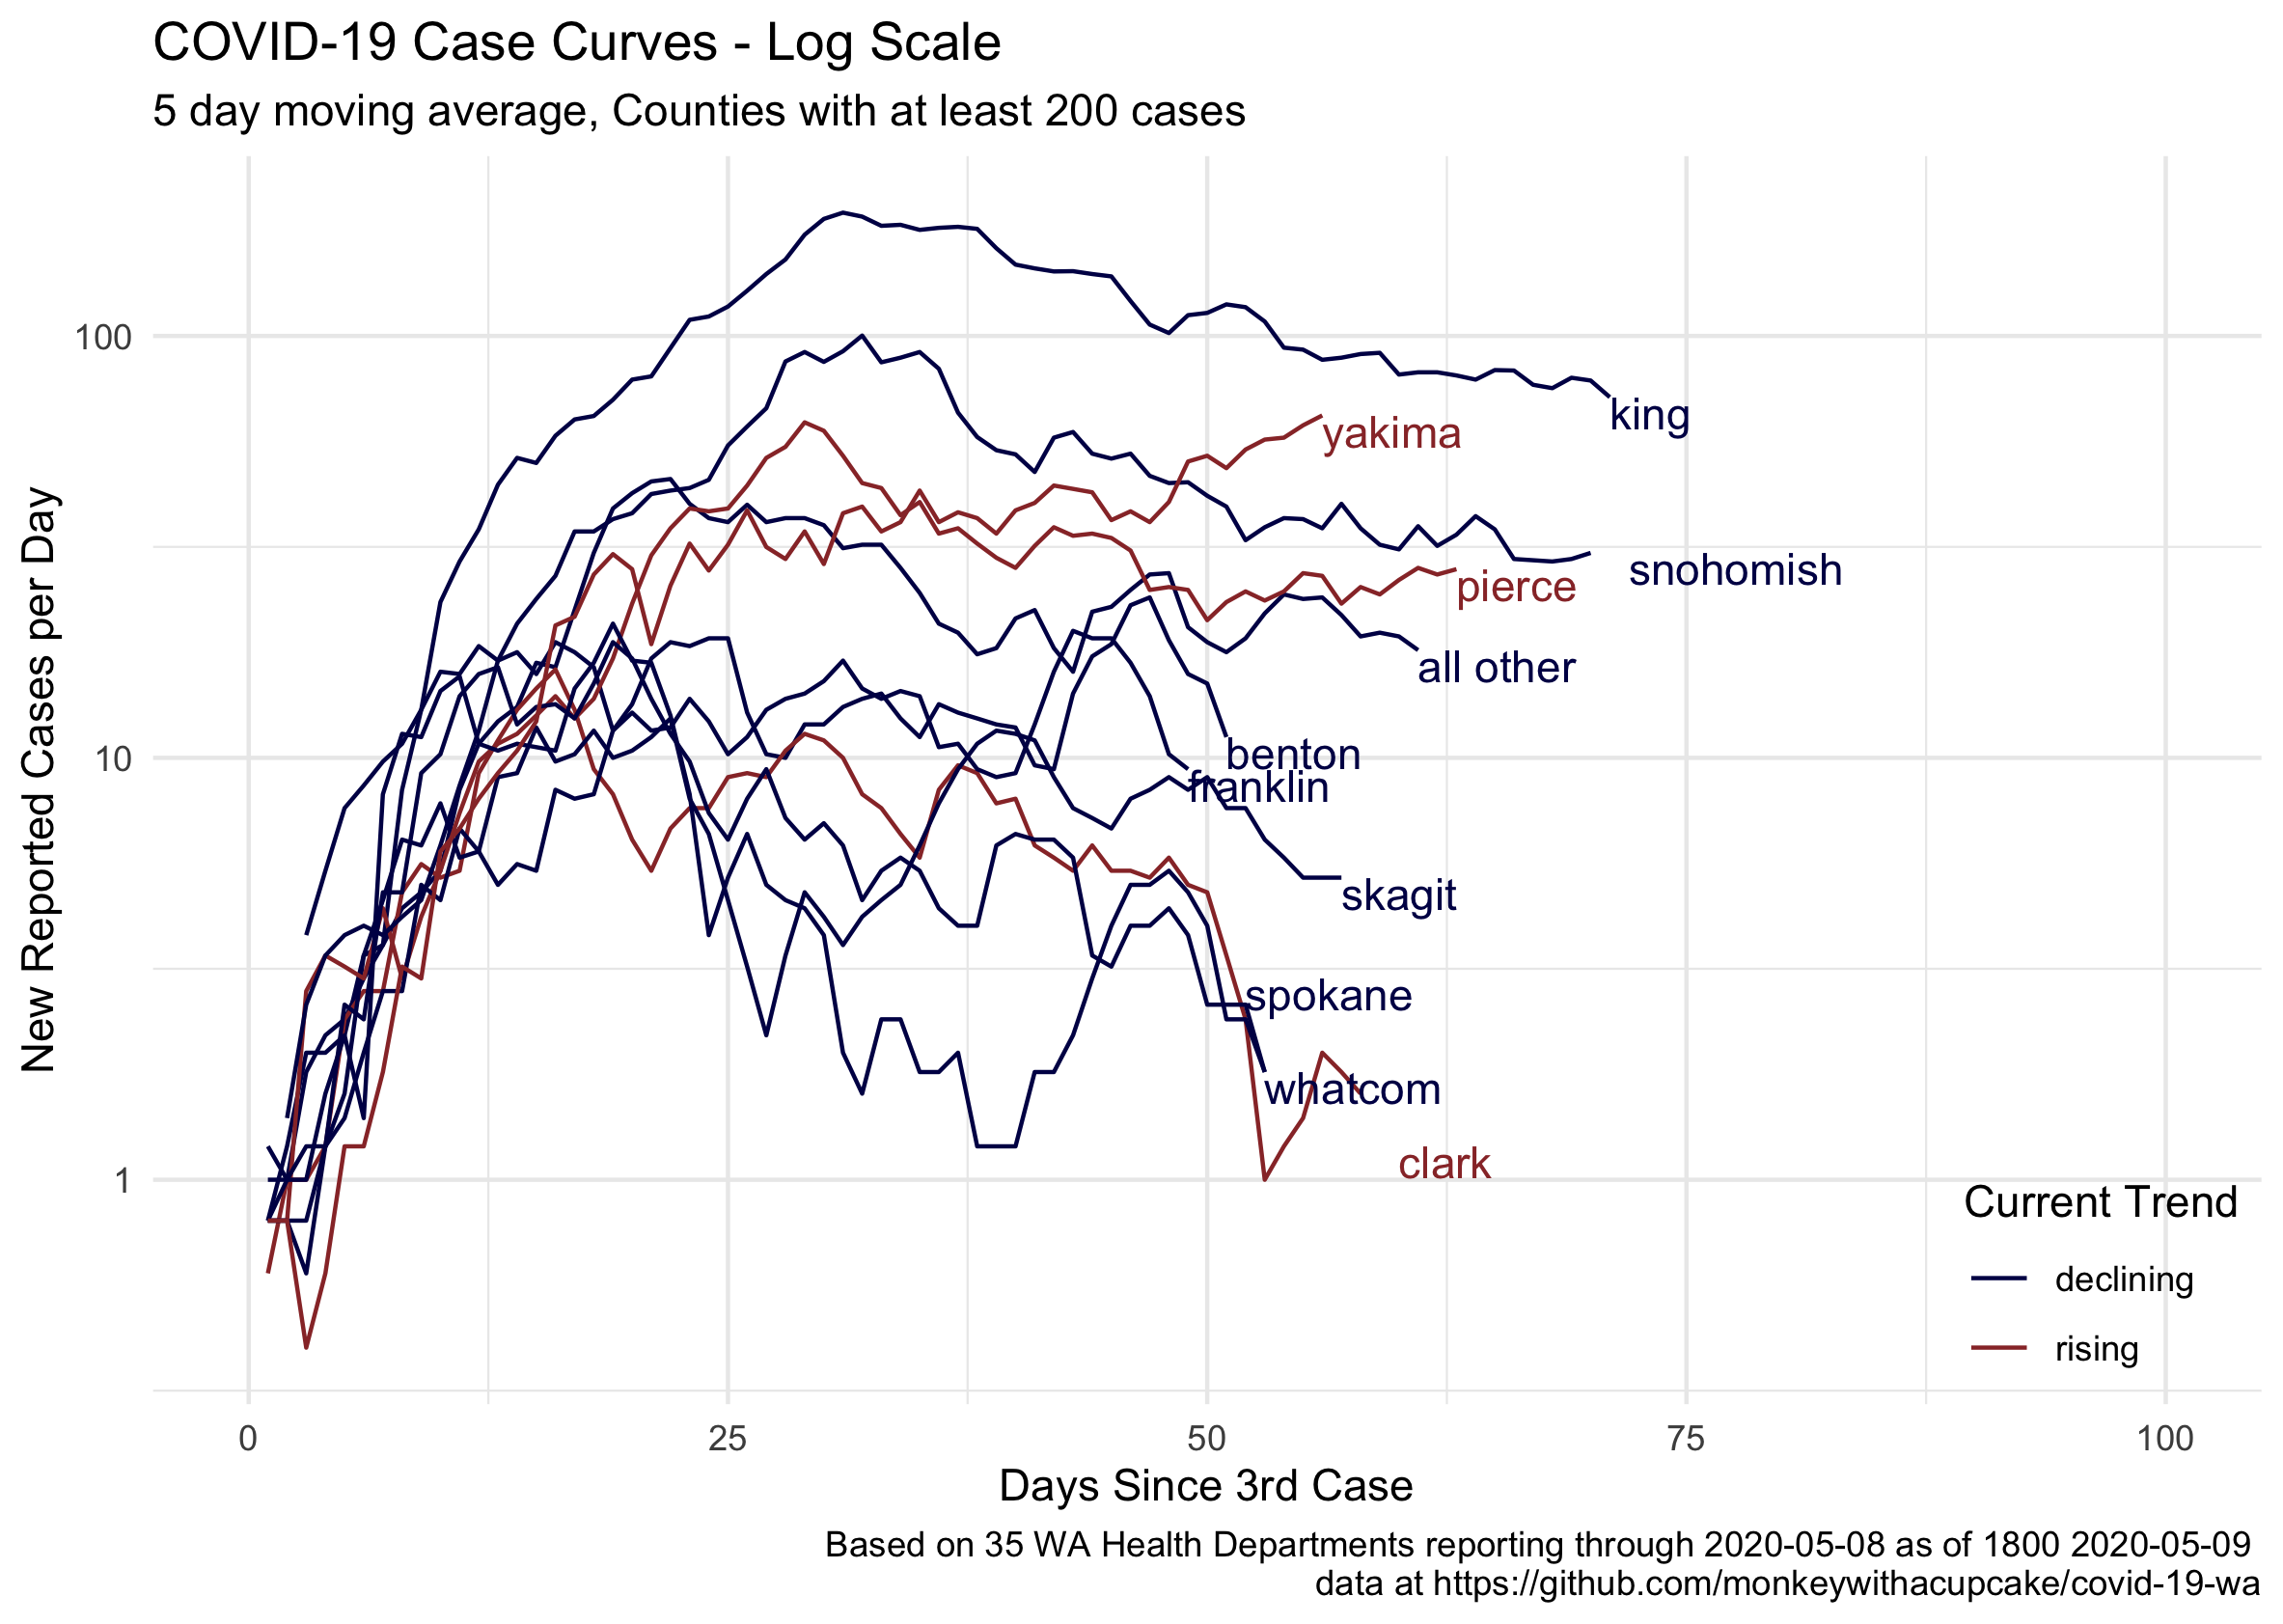 COVID-19 Case Curves - Log Scale
5 day moving average, Counties with at least 200 cases
New Reported Cases per Day
100
10
1
king
yakima
snohomish
pierce
all other
benton
franklin
skagit
spokane
whatcom
clark
Current Trend
declining
rising
0 25 50 75 100
Days Since 3rd Case
Based on 35 WA Health Departments reporting through 2020-05-08 as of 1800 2020-05-09
data at https://github.com/monkeywithacupcake/covid-19-wa